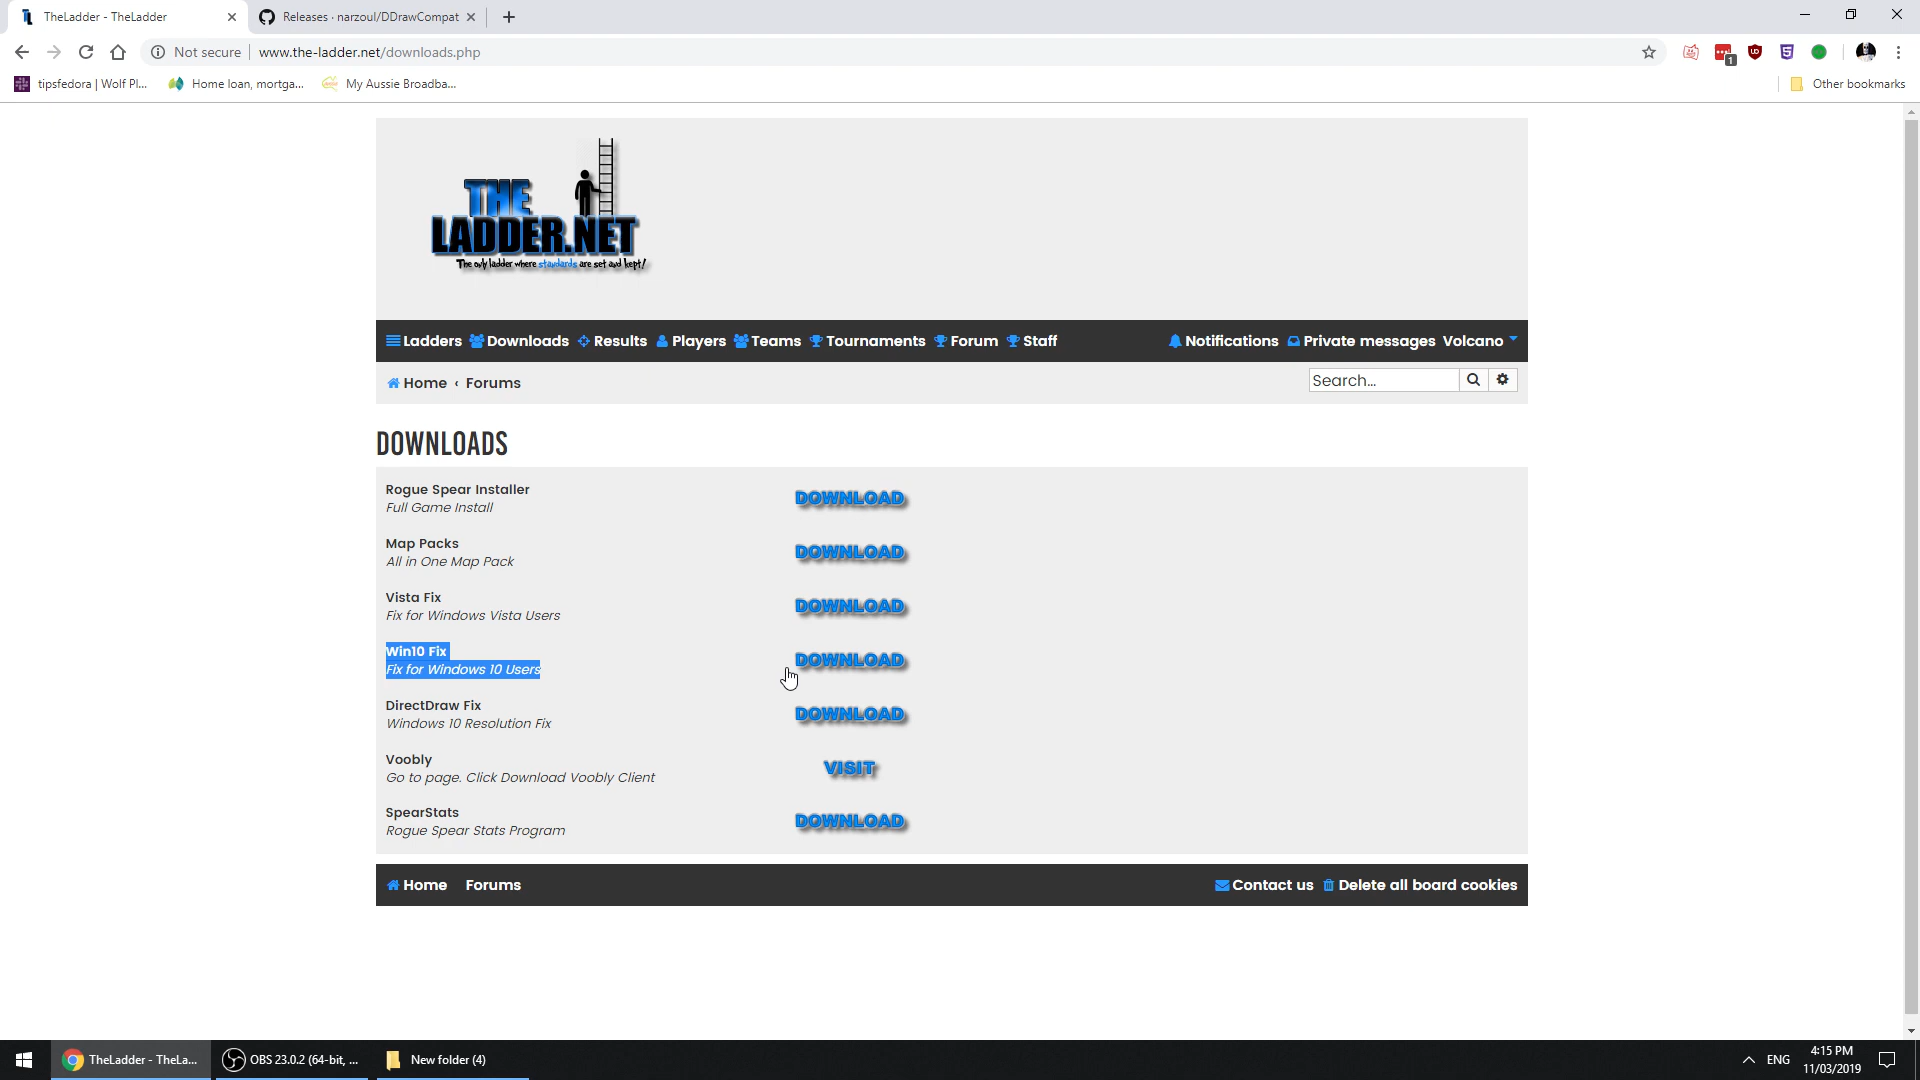 TheLadder - TheLadder
Releases · narzoul/DDrawCompat
Not secure
www.the-ladder.net/downloads.php
1
tipsfedora | Wolf Pl...
Home loan, mortga...
My Aussie Broadba...
Other bookmarks
THE
LADDER.NET
The only ladder where standards are set and kept!
Ladders Downloads Results Players Teams Tournaments Forum Staff
Notifications Private messages Volcano
Home ‹ Forums
Search...
DOWNLOADS
Rogue Spear Installer
Full Game Install
DOWNLOAD
Map Packs
All in One Map Pack
DOWNLOAD
Vista Fix
Fix for Windows Vista Users
DOWNLOAD
Win10 Fix
Fix for Windows 10 Users
DOWNLOAD
DirectDraw Fix
Windows 10 Resolution Fix
DOWNLOAD
Voobly
Go to page. Click Download Voobly Client
VISIT
SpearStats
Rogue Spear Stats Program
DOWNLOAD
Home Forums
Contact us Delete all board cookies
TheLadder - TheLa...
OBS 23.0.2 (64-bit, ...
New folder (4)
ENG
4:15 PM
11/03/2019